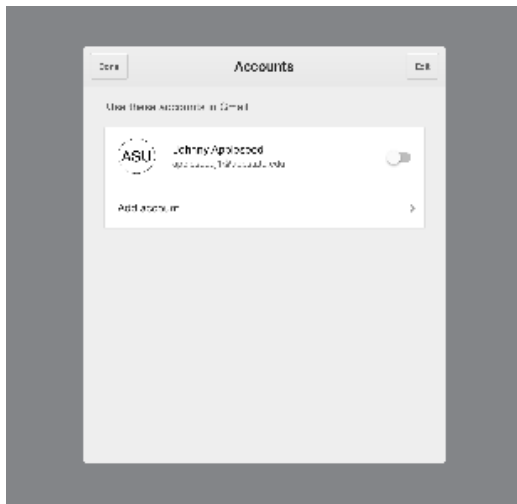 Done
Accounts
Edit
Use these accounts in Gmail
ASU
Johnny Appleseed
Add account